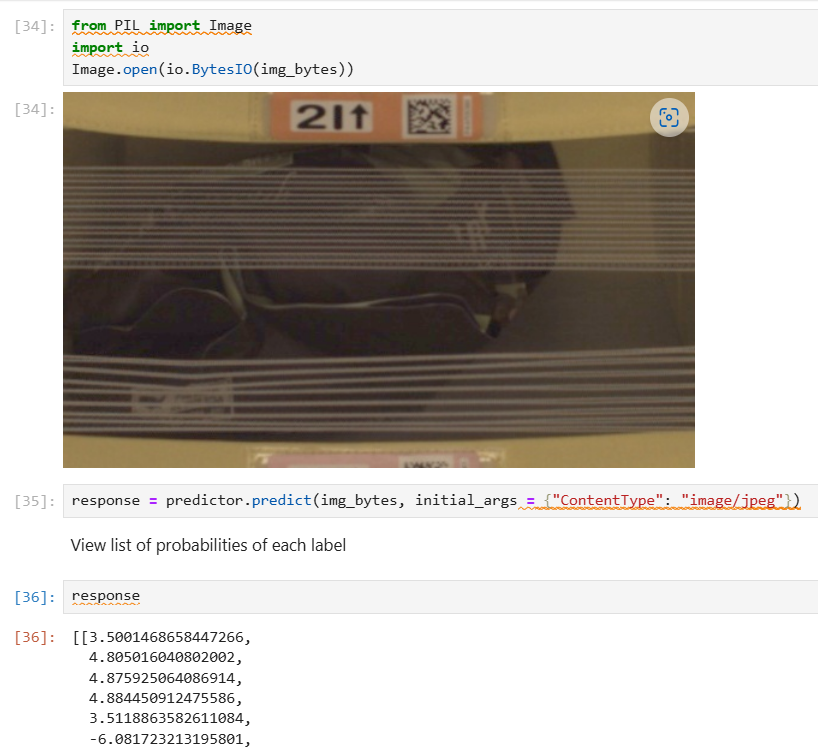 [34]:
from PIL import Image
import io
Image.open(io.BytesIO(img_bytes))
[34]:
21↑
[35]:
response = predictor.predict(img_bytes, initial_args = {"ContentType": "image/jpeg"})
View list of probabilities of each label
[36]:
response
[36]:
[[3.5001468658447266,
4.805016040802002,
4.875925064086914,
4.884450912475586,
3.5118863582611084,
-6.081723213195801,